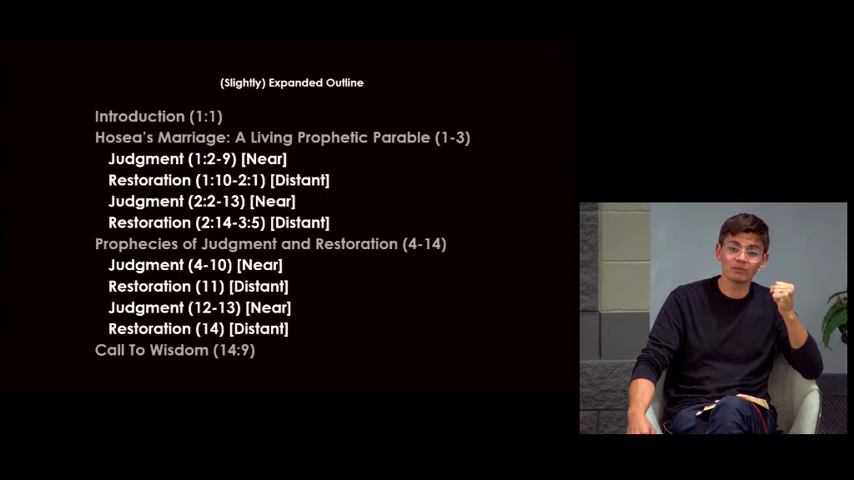 (Slightly) Expanded Outline
Introduction (1:1)
Hosea's Marriage: A Living Prophetic Parable (1-3)
Judgment (1:2-9) [Near]
Restoration (1:10-2:1) [Distant]
Judgment (2:2-13) [Near]
Restoration (2:14-3:5) [Distant]
Prophecies of Judgment and Restoration (4-14)
Judgment (4-10) [Near]
Restoration (11) [Distant]
Judgment (12-13) [Near]
Restoration (14) [Distant]
Call To Wisdom (14:9)